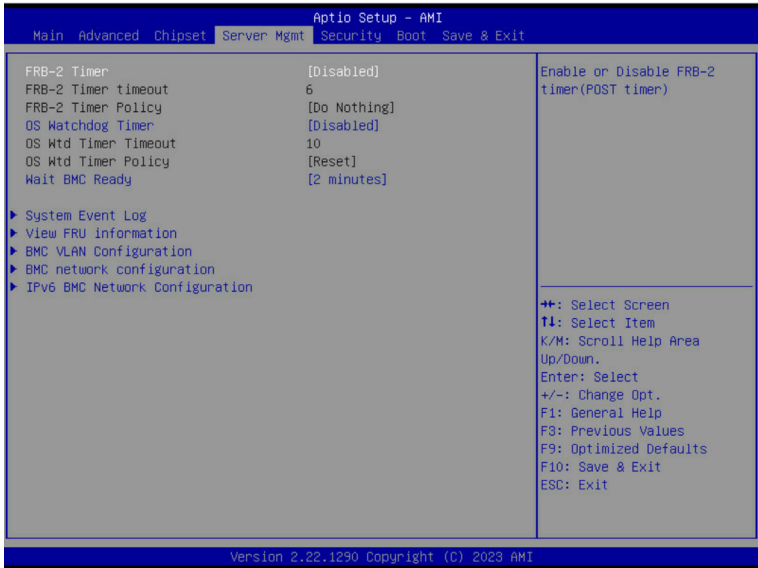 Aptio Setup - AMI
Main Advanced Chipset Server Mgmt Security Boot Save & Exit
FRB-2 Timer [Disabled]
FRB-2 Timer timeout 6
FRB-2 Timer Policy [Do Nothing]
OS Watchdog Timer [Disabled]
OS Wtd Timer Timeout 10
OS Wtd Timer Policy [Reset]
Wait BMC Ready [2 minutes]
System Event Log
View FRU information
BMC VLAN Configuration
BMC network configuration
IPv6 BMC Network Configuration
Enable or Disable FRB-2
timer(POST timer)
→←: Select Screen
↑↓: Select Item
K/M: Scroll Help Area
Up/Down.
Enter: Select
+/-: Change Opt.
F1: General Help
F3: Previous Values
F9: Optimized Defaults
F10: Save & Exit
ESC: Exit
Version 2.22.1290 Copyright (C) 2023 AMI